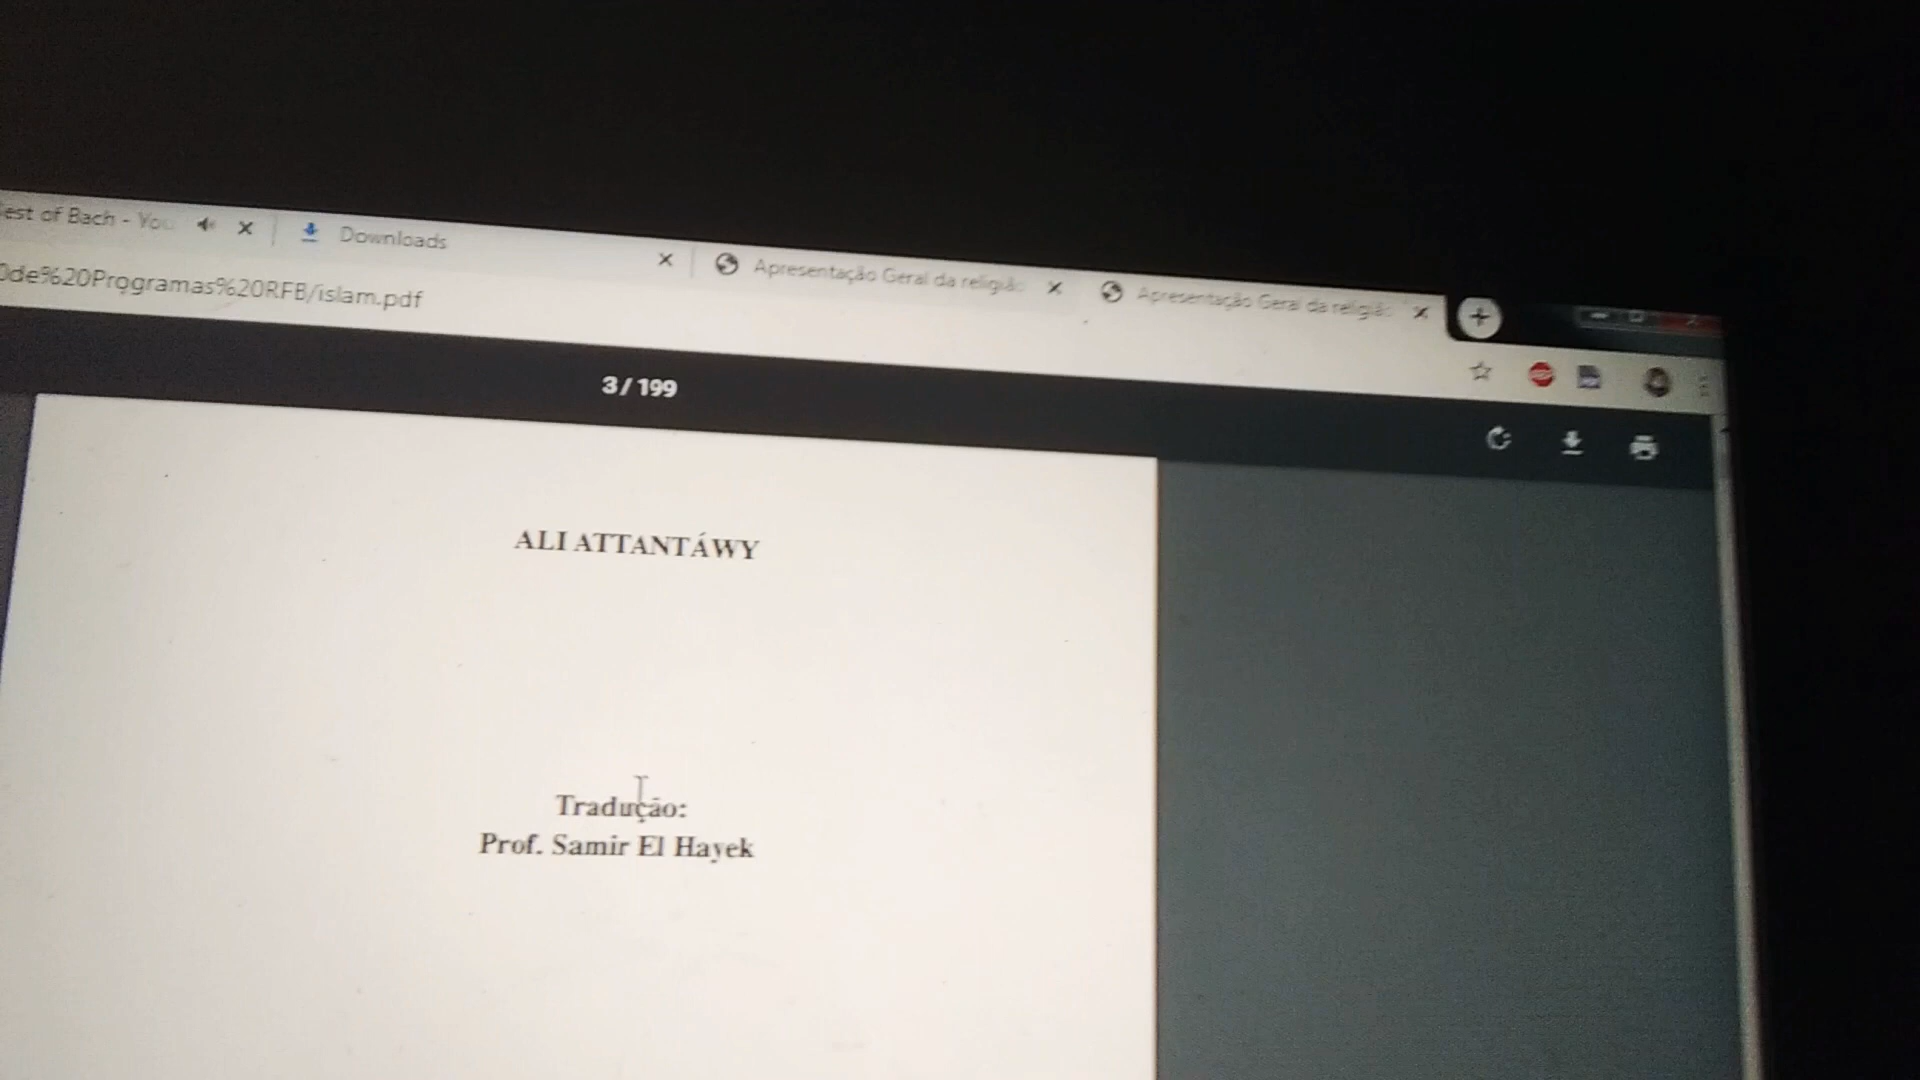 est of Bach - You
Downloads
Apresentação Geral da religião
Apresentação Geral da religião
0de%20Programas%20RFB/islam.pdf
3 / 199
ALI ATTANTÁWY
Tradução:
Prof. Samir El Hayek